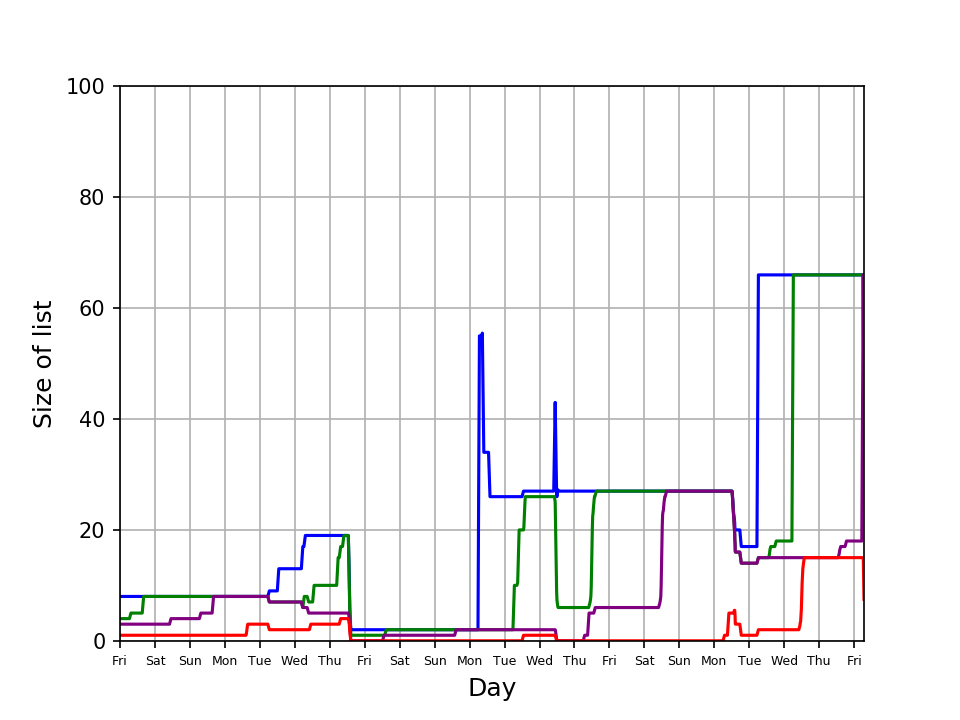 100
80
60
40
20
0
Size of list
Fri Sat Sun Mon Tue Wed Thu Fri Sat Sun Mon Tue Wed Thu Fri Sat Sun Mon Tue Wed Thu Fri
Day